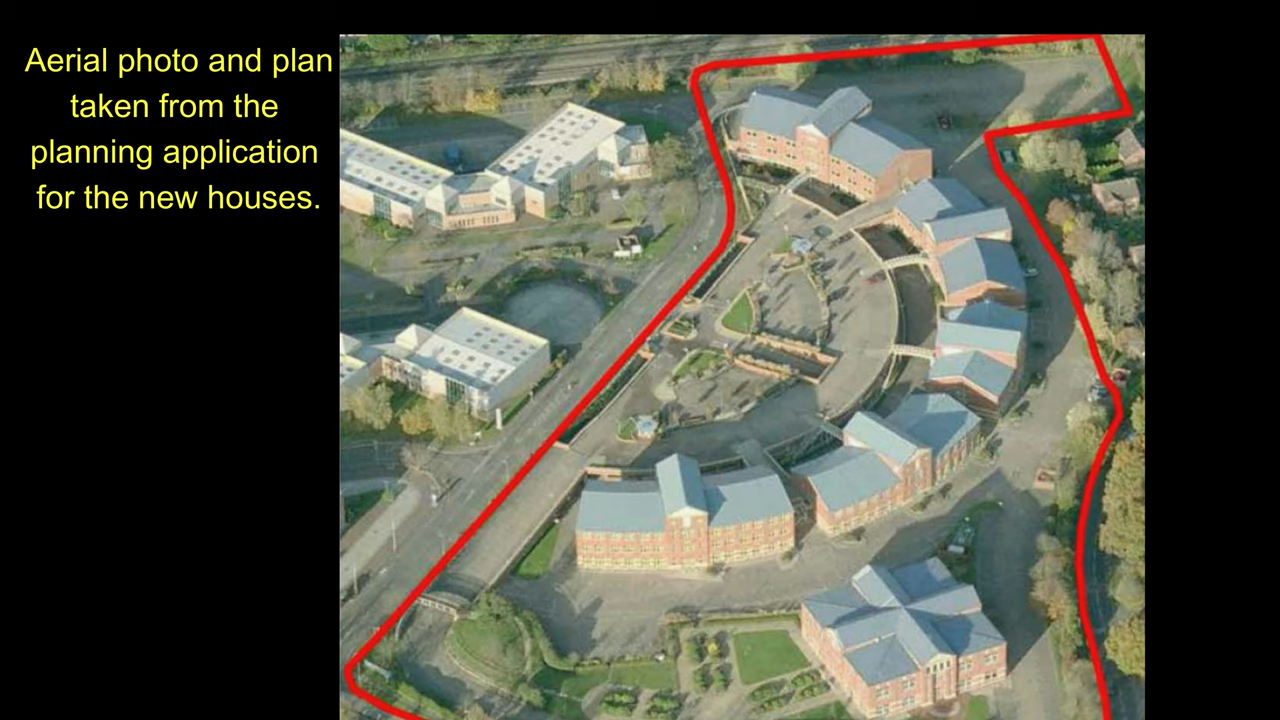 Aerial photo and plan
taken from the
planning application
for the new houses.